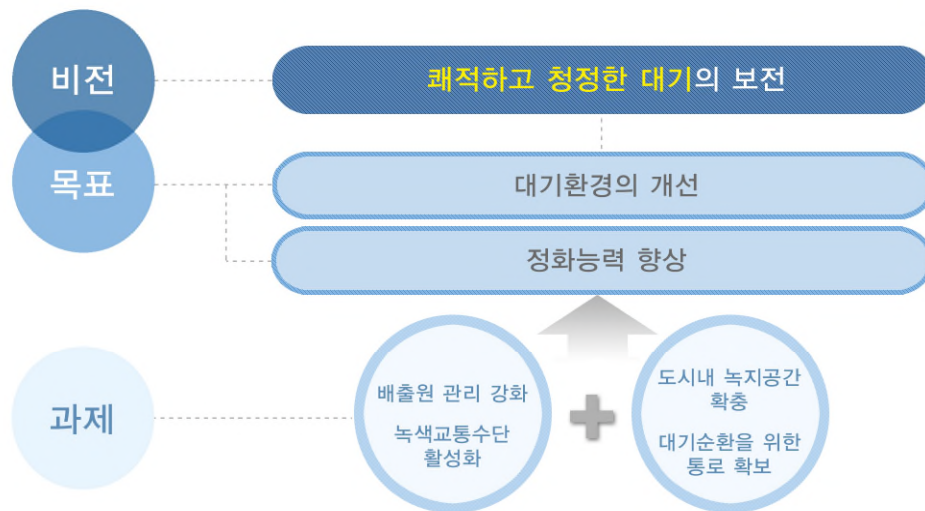 비전
쾌적하고 청정한 대기의 보전
목표
대기환경의 개선
정화능력 향상
과제
배출원 관리 강화
녹색교통수단
활성화
도시내 녹지공간
확충
대기순환을 위한
통로 확보